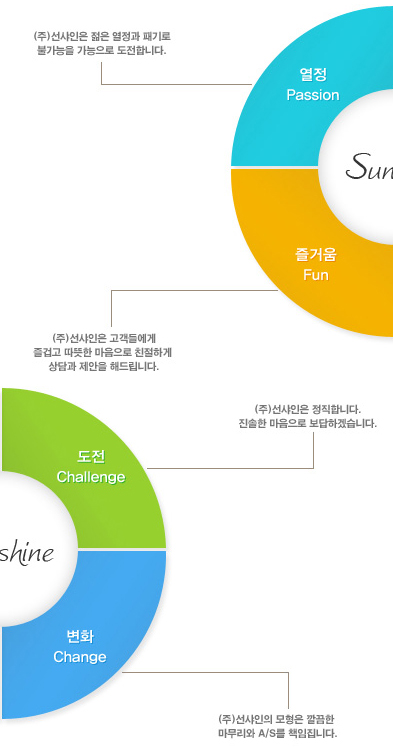 (주)선샤인은 젊은 열정과 패기로
불가능을 가능으로 도전합니다.
열정
Passion
Sun
즐거움
Fun
(주)선샤인은 고객들에게
즐겁고 따뜻한 마음으로 친절하게
상담과 제안을 해드립니다.
(주)선샤인은 정직합니다.
진솔한 마음으로 보답하겠습니다.
도전
Challenge
shine
변화
Change
(주)선샤인의 모형은 깔끔한
마무리와 A/S를 책임집니다.